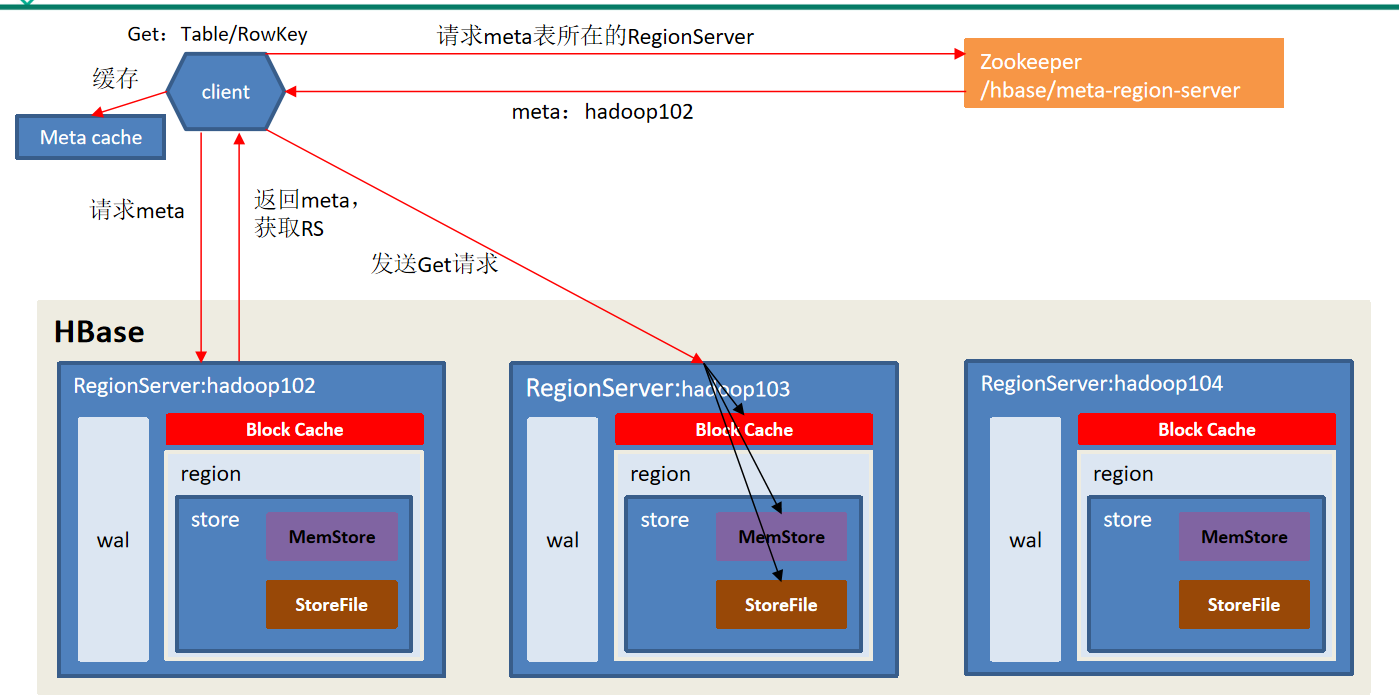 Get：Table/RowKey
请求meta表所在的RegionServer
Zookeeper
/hbase/meta-region-server
缓存
client
meta：hadoop102
Meta cache
请求meta
返回meta，
获取RS
发送Get请求
HBase
RegionServer:hadoop102
Block Cache
region
store
MemStore
wal
StoreFile
RegionServer:hadoop103
Block Cache
region
store
MemStore
wal
StoreFile
RegionServer:hadoop104
Block Cache
region
store
MemStore
wal
StoreFile